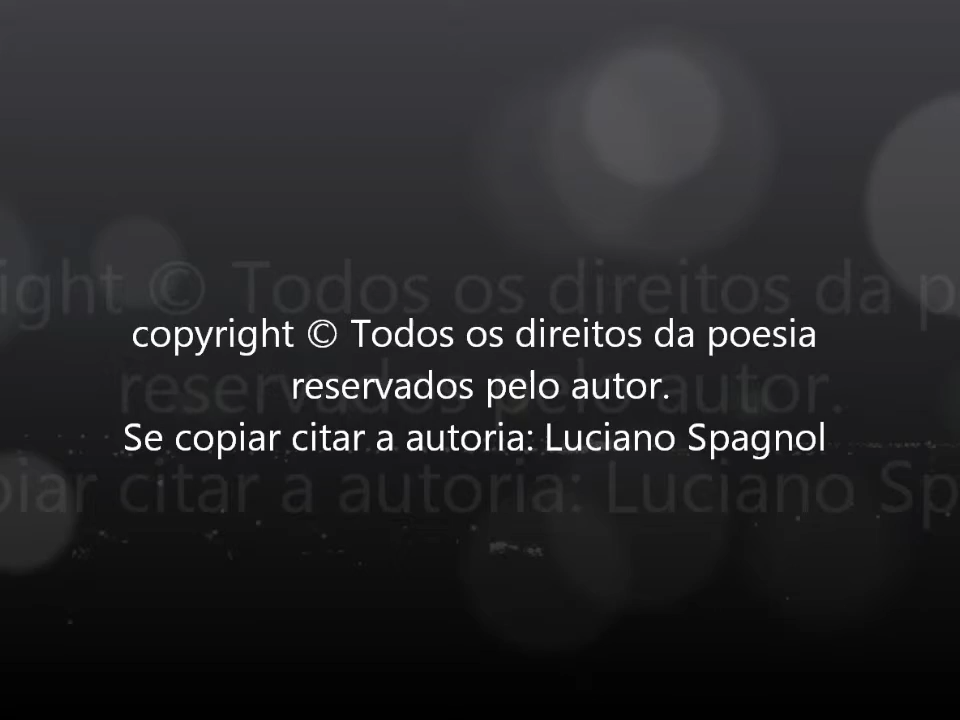 copyright © Todos os direitos da poesia
reservados pelo autor.
Se copiar citar a autoria: Luciano Spagnol